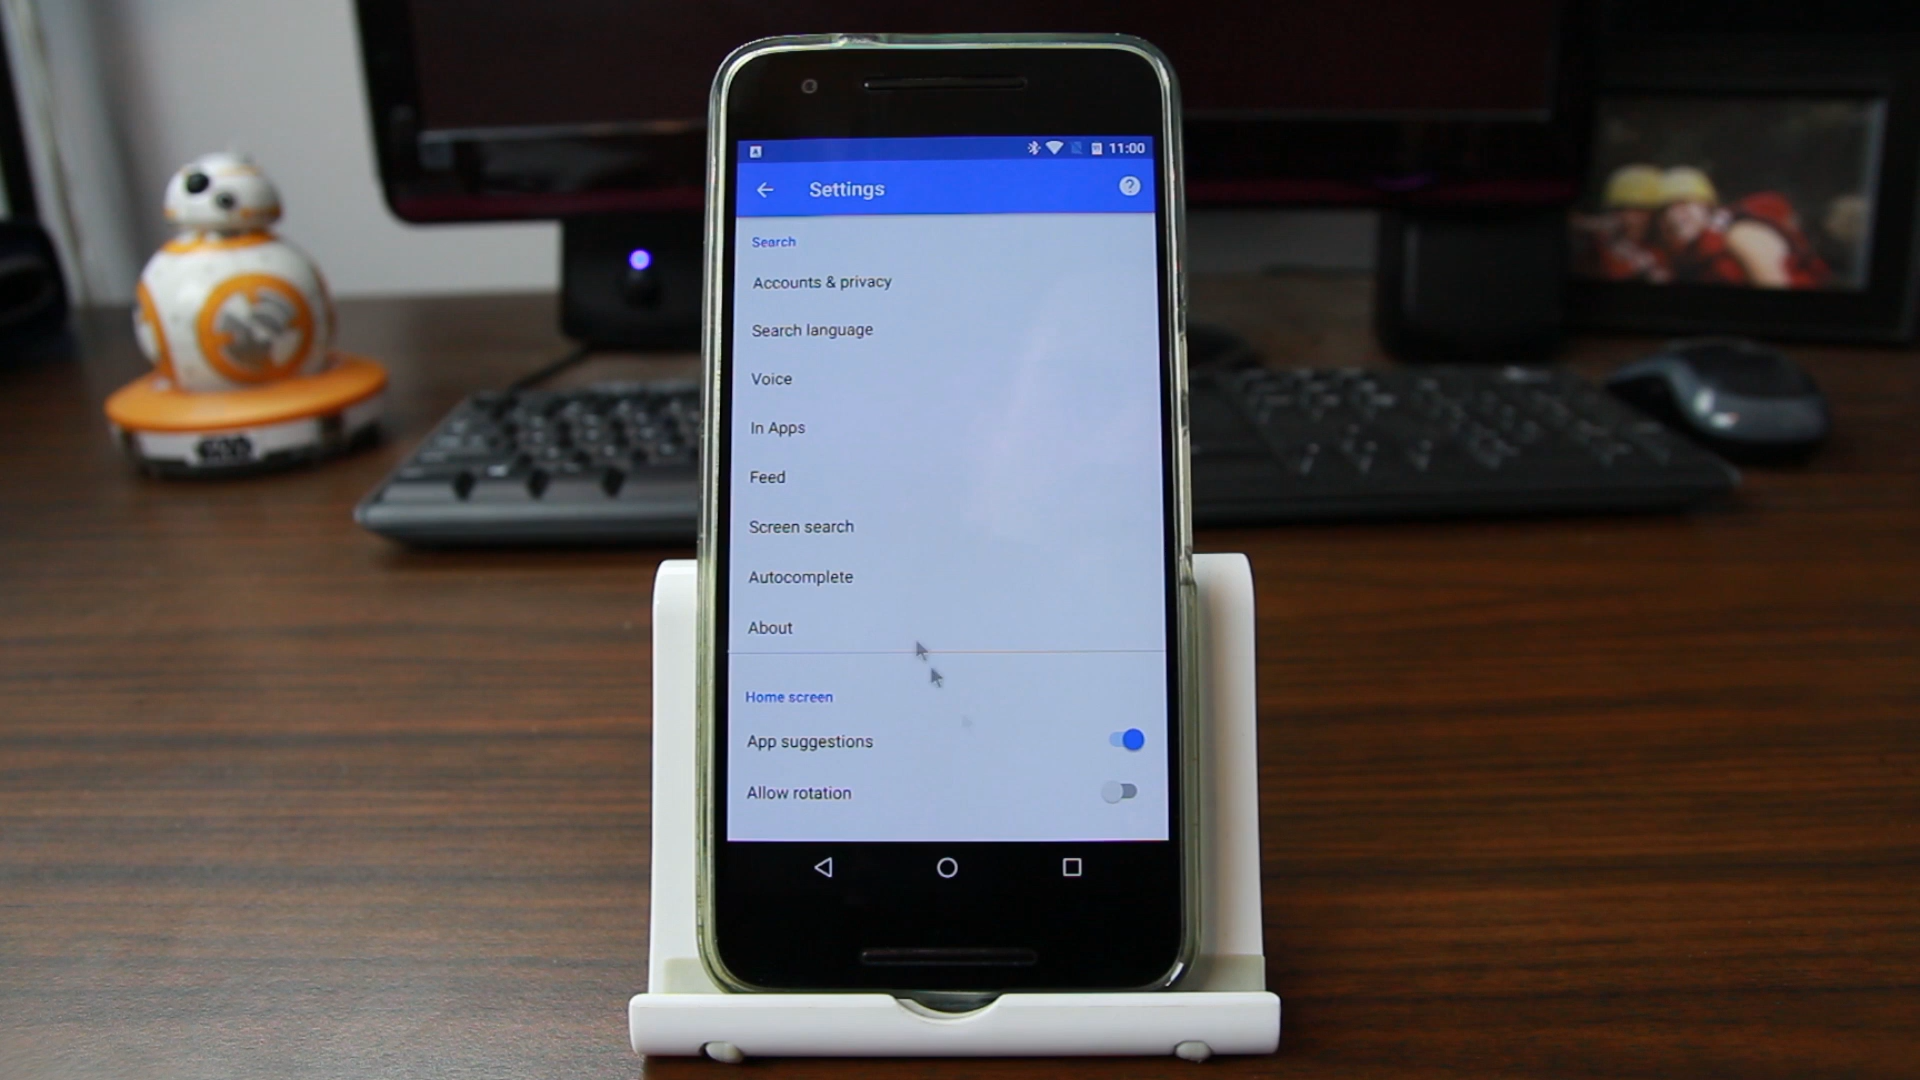 11:00
Settings
Search
Accounts & privacy
Search language
Voice
In Apps
Feed
Screen search
Autocomplete
About
Home screen
App suggestions
Allow rotation